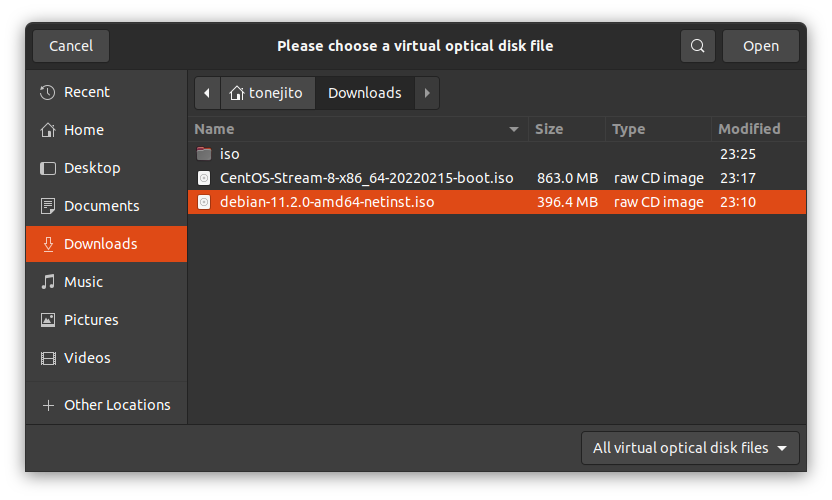 Cancel Please choose a virtual optical disk file Open
Recent
Home
Desktop
Documents
Downloads
Music
Pictures
Videos
Other Locations
tonejito Downloads
Name Size Type Modified
iso 23:25
CentOS-Stream-8-x86_64-20220215-boot.iso 863.0 MB raw CD image 23:17
debian-11.2.0-amd64-netinst.iso 396.4 MB raw CD image 23:10
All virtual optical disk files